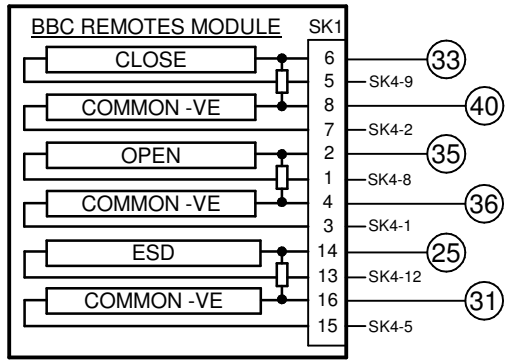 BBC REMOTES MODULE SK1
CLOSE 6 33
5 SK4-9
COMMON -VE 8 40
7 SK4-2
OPEN 2 35
1 SK4-8
COMMON -VE 4 36
3 SK4-1
ESD 14 25
13 SK4-12
COMMON -VE 16 31
15 SK4-5